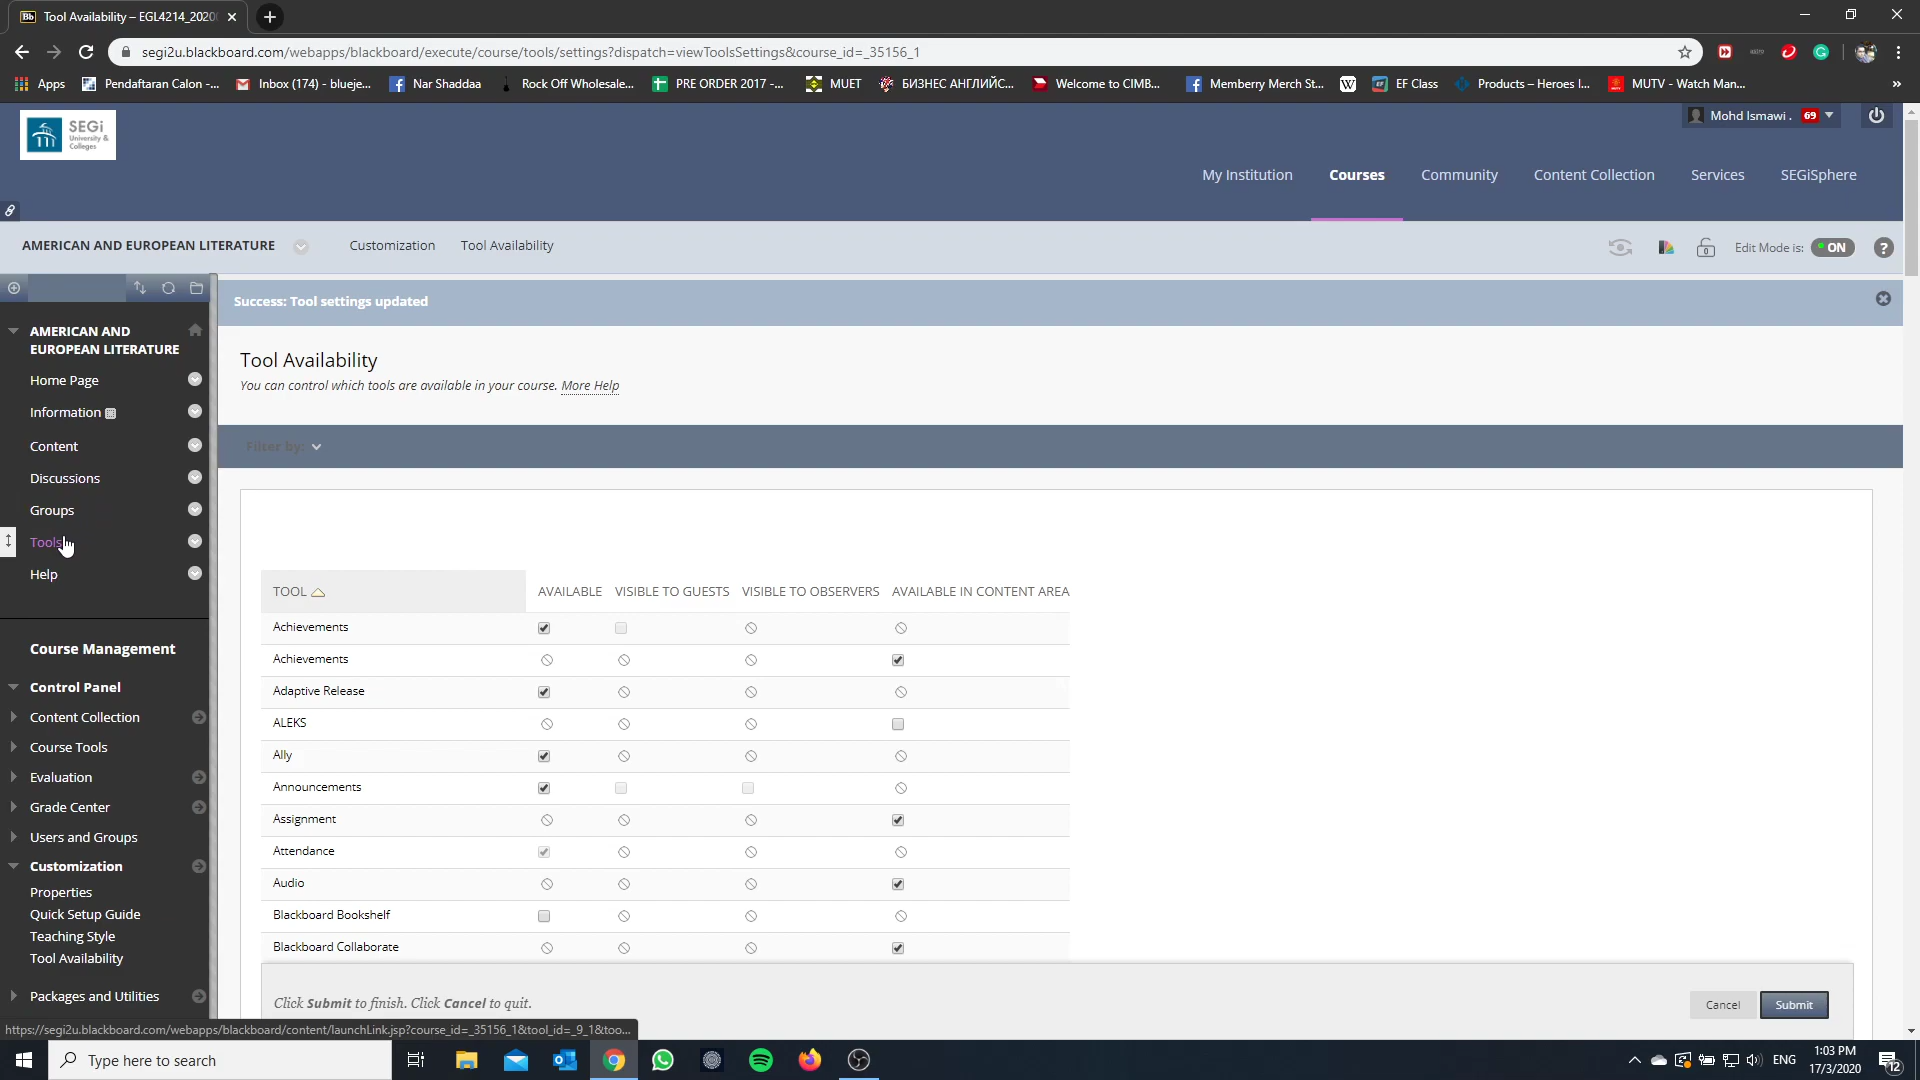 Tool Availability – EGL4214_2020
segi2u.blackboard.com/webapps/blackboard/execute/course/tools/settings?dispatch=viewToolsSettings&course_id=_35156_1
Apps
Pendaftaran Calon -...
Inbox (174) - blueje...
Nar Shaddaa
Rock Off Wholesale...
PRE ORDER 2017 -...
MUET
БИЗНЕС АНГЛИЙС...
Welcome to CIMB...
Memberry Merch St...
EF Class
Products – Heroes I...
MUTV - Watch Man...
SEGi
University &
Colleges
Mohd Ismawi . 69
My Institution
Courses
Community
Content Collection
Services
SEGiSphere
AMERICAN AND EUROPEAN LITERATURE
Customization
Tool Availability
Edit Mode is: ON
?
AMERICAN AND
EUROPEAN LITERATURE
Home Page
Information
Content
Discussions
Groups
Tools
Help
Course Management
Control Panel
Content Collection
Course Tools
Evaluation
Grade Center
Users and Groups
Customization
Properties
Quick Setup Guide
Teaching Style
Tool Availability
Packages and Utilities
Success: Tool settings updated
Tool Availability
You can control which tools are available in your course. More Help
Filter by:
TOOL AVAILABLE VISIBLE TO GUESTS VISIBLE TO OBSERVERS AVAILABLE IN CONTENT AREA
Achievements
Achievements
Adaptive Release
ALEKS
Ally
Announcements
Assignment
Attendance
Audio
Blackboard Bookshelf
Blackboard Collaborate
Click Submit to finish. Click Cancel to quit.
Cancel
Submit
https://segi2u.blackboard.com/webapps/blackboard/content/launchLink.jsp?course_id=_35156_1&tool_id=_9_1&too...
Type here to search
ENG
1:03 PM
17/3/2020
12